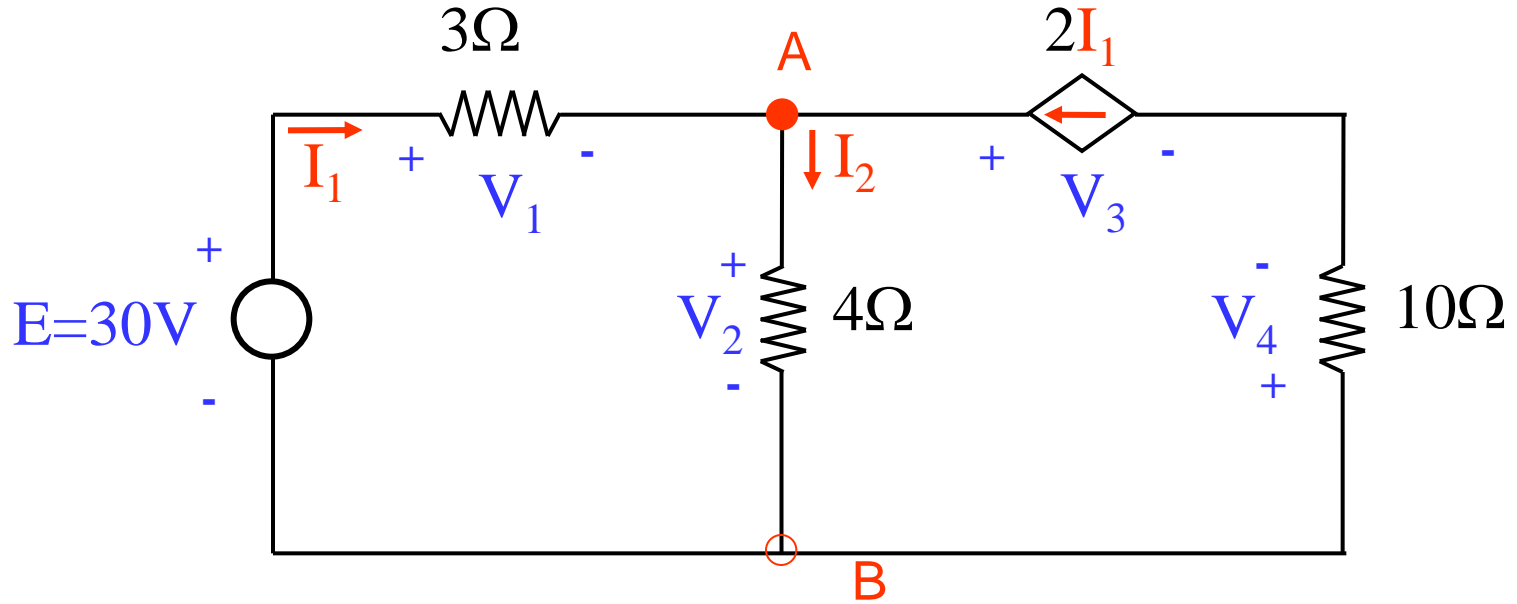 3Ω
A
2I₁
I₁
+
-
V₁
I₂
+
-
V₃
+
E=30V
-
+
V₂
-
4Ω
-
V₄
+
10Ω
B